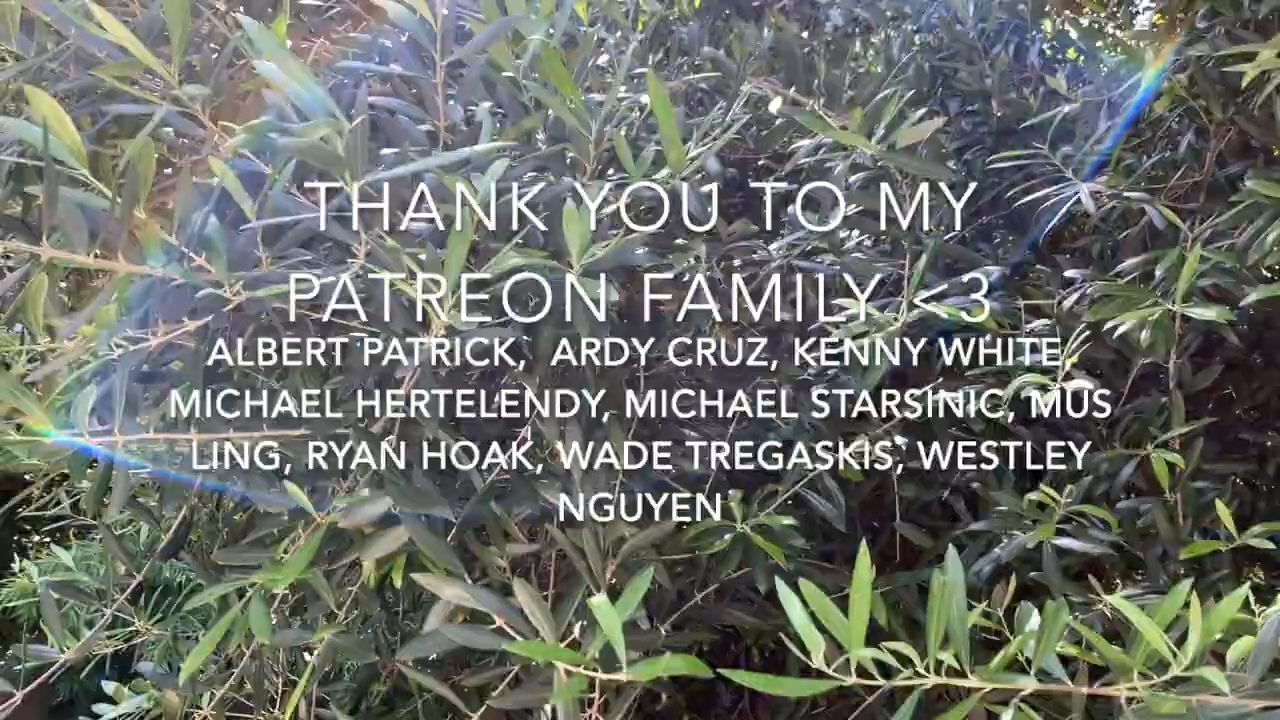 THANK YOU TO MY
PATREON FAMILY <3
ALBERT PATRICK, ARDY CRUZ, KENNY WHITE,
MICHAEL HERTELENDY, MICHAEL STARSINIC, MUS
LING, RYAN HOAK, WADE TREGASKIS, WESTLEY
NGUYEN